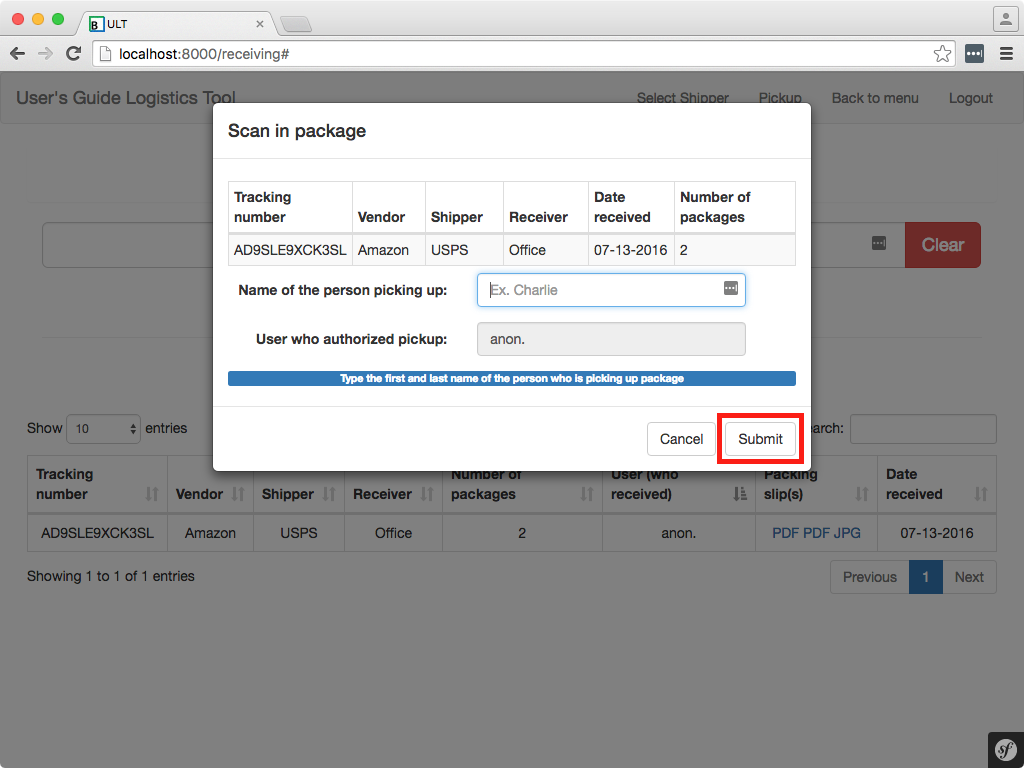 B ULT
localhost:8000/receiving#
User's Guide Logistics Tool Select Shipper Pickup Back to menu Logout
Scan in package
Tracking number Vendor Shipper Receiver Date received Number of packages
AD9SLE9XCK3SL Amazon USPS Office 07-13-2016 2
Clear
Name of the person picking up: Ex. Charlie
User who authorized pickup: anon.
Type the first and last name of the person who is picking up package
Cancel Submit
Show 10 entries arch:
Tracking number Vendor Shipper Receiver Number of packages User (who received) Packing slip(s) Date received
AD9SLE9XCK3SL Amazon USPS Office 2 anon. PDF PDF JPG 07-13-2016
Showing 1 to 1 of 1 entries Previous 1 Next
sf